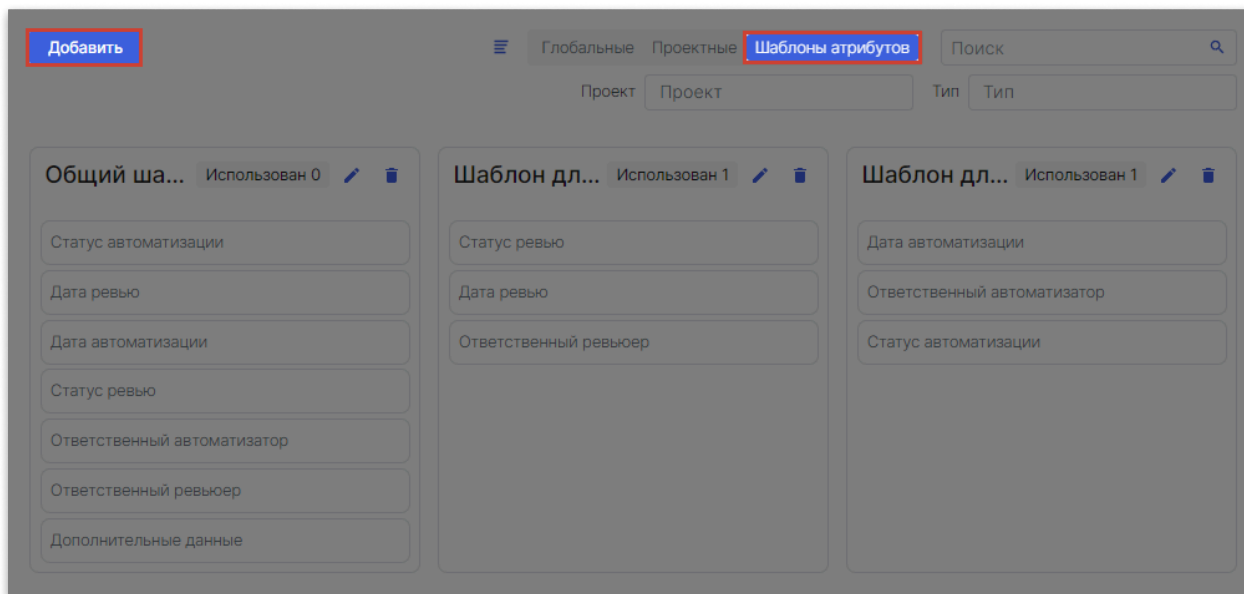 Добавить
Глобальные Проектные Шаблоны атрибутов Поиск
Проект Проект Тип Тип
Общий ша... Использован 0
Статус автоматизации
Дата ревью
Дата автоматизации
Статус ревью
Ответственный автоматизатор
Ответственный ревьюер
Дополнительные данные
Шаблон дл... Использован 1
Статус ревью
Дата ревью
Ответственный ревьюер
Шаблон дл... Использован 1
Дата автоматизации
Ответственный автоматизатор
Статус автоматизации